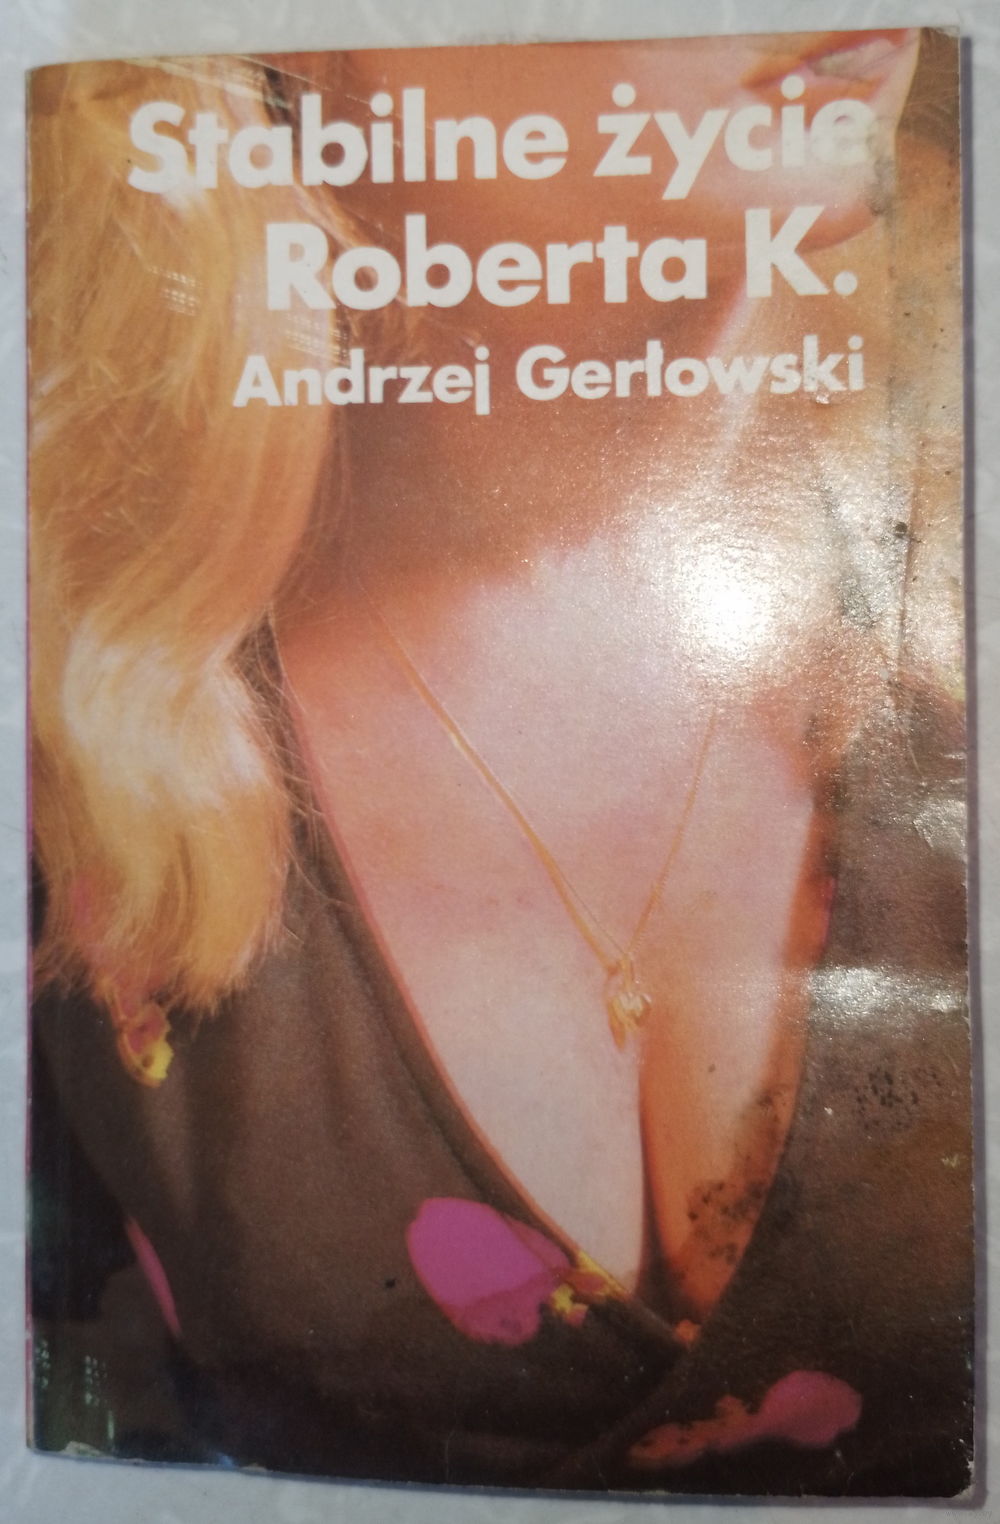 Stabilne życie
Roberta K.
Andrzej Gerłowski